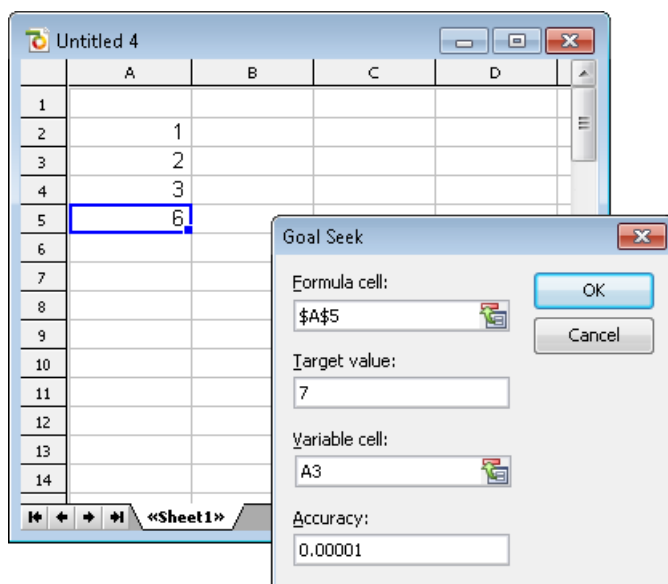 Untitled 4
A B C D
1
2 1
3 2
4 3
5 6
6
7
8
9
10
11
12
13
14
«Sheet1»
Goal Seek
Formula cell:
$A$5
OK
Cancel
Target value:
7
Variable cell:
A3
Accuracy:
0.00001